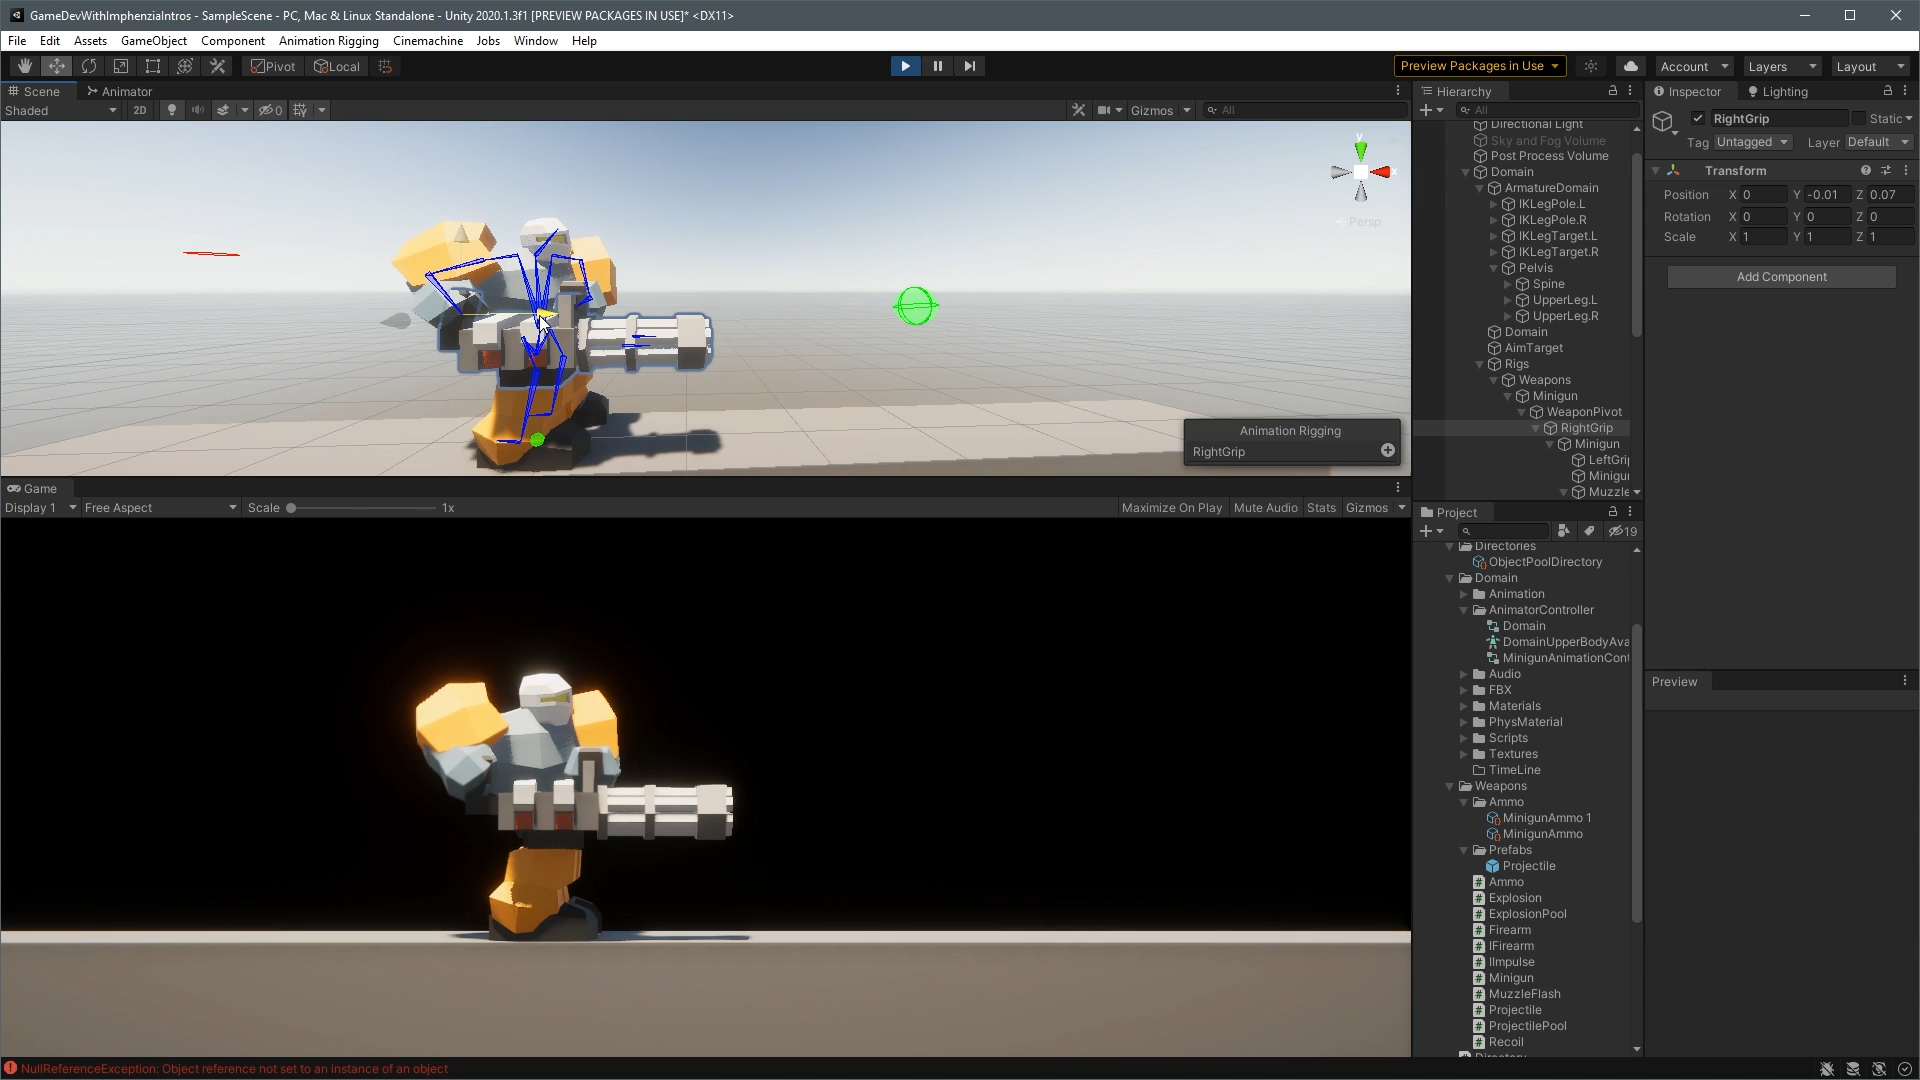 GameDevWithImphenziaIntros - SampleScene - PC, Mac & Linux Standalone - Unity 2020.1.3f1 [PREVIEW PACKAGES IN USE]* <DX11>
File Edit Assets GameObject Component Animation Rigging Cinemachine Jobs Window Help
Pivot Local Preview Packages in Use Account Layers Layout
Scene Animator
Shaded 2D 0 Gizmos All
y
x
Persp
Animation Rigging
RightGrip
Game
Display 1 Free Aspect Scale 1x Maximize On Play Mute Audio Stats Gizmos
Hierarchy
All
Directional Light
Sky and Fog Volume
Post Process Volume
Domain
ArmatureDomain
IKLegPole.L
IKLegPole.R
IKLegTarget.L
IKLegTarget.R
Pelvis
Spine
UpperLeg.L
UpperLeg.R
Domain
AimTarget
Rigs
Weapons
Minigun
WeaponPivot
RightGrip
Minigun
LeftGrip
Minigun
Muzzle
Project
19
Directories
ObjectPoolDirectory
Domain
Animation
AnimatorController
Domain
DomainUpperBodyAva
MinigunAnimationCont
Audio
FBX
Materials
PhysMaterial
Scripts
Textures
TimeLine
Weapons
Ammo
MinigunAmmo 1
MinigunAmmo
Prefabs
Projectile
Ammo
Explosion
ExplosionPool
Firearm
IFirearm
IImpulse
Minigun
MuzzleFlash
Projectile
ProjectilePool
Recoil
Directory
Inspector Lighting
RightGrip Static
Tag Untagged Layer Default
Transform
Position X 0 Y -0.01 Z 0.07
Rotation X 0 Y 0 Z 0
Scale X 1 Y 1 Z 1
Add Component
Preview
NullReferenceException: Object reference not set to an instance of an object